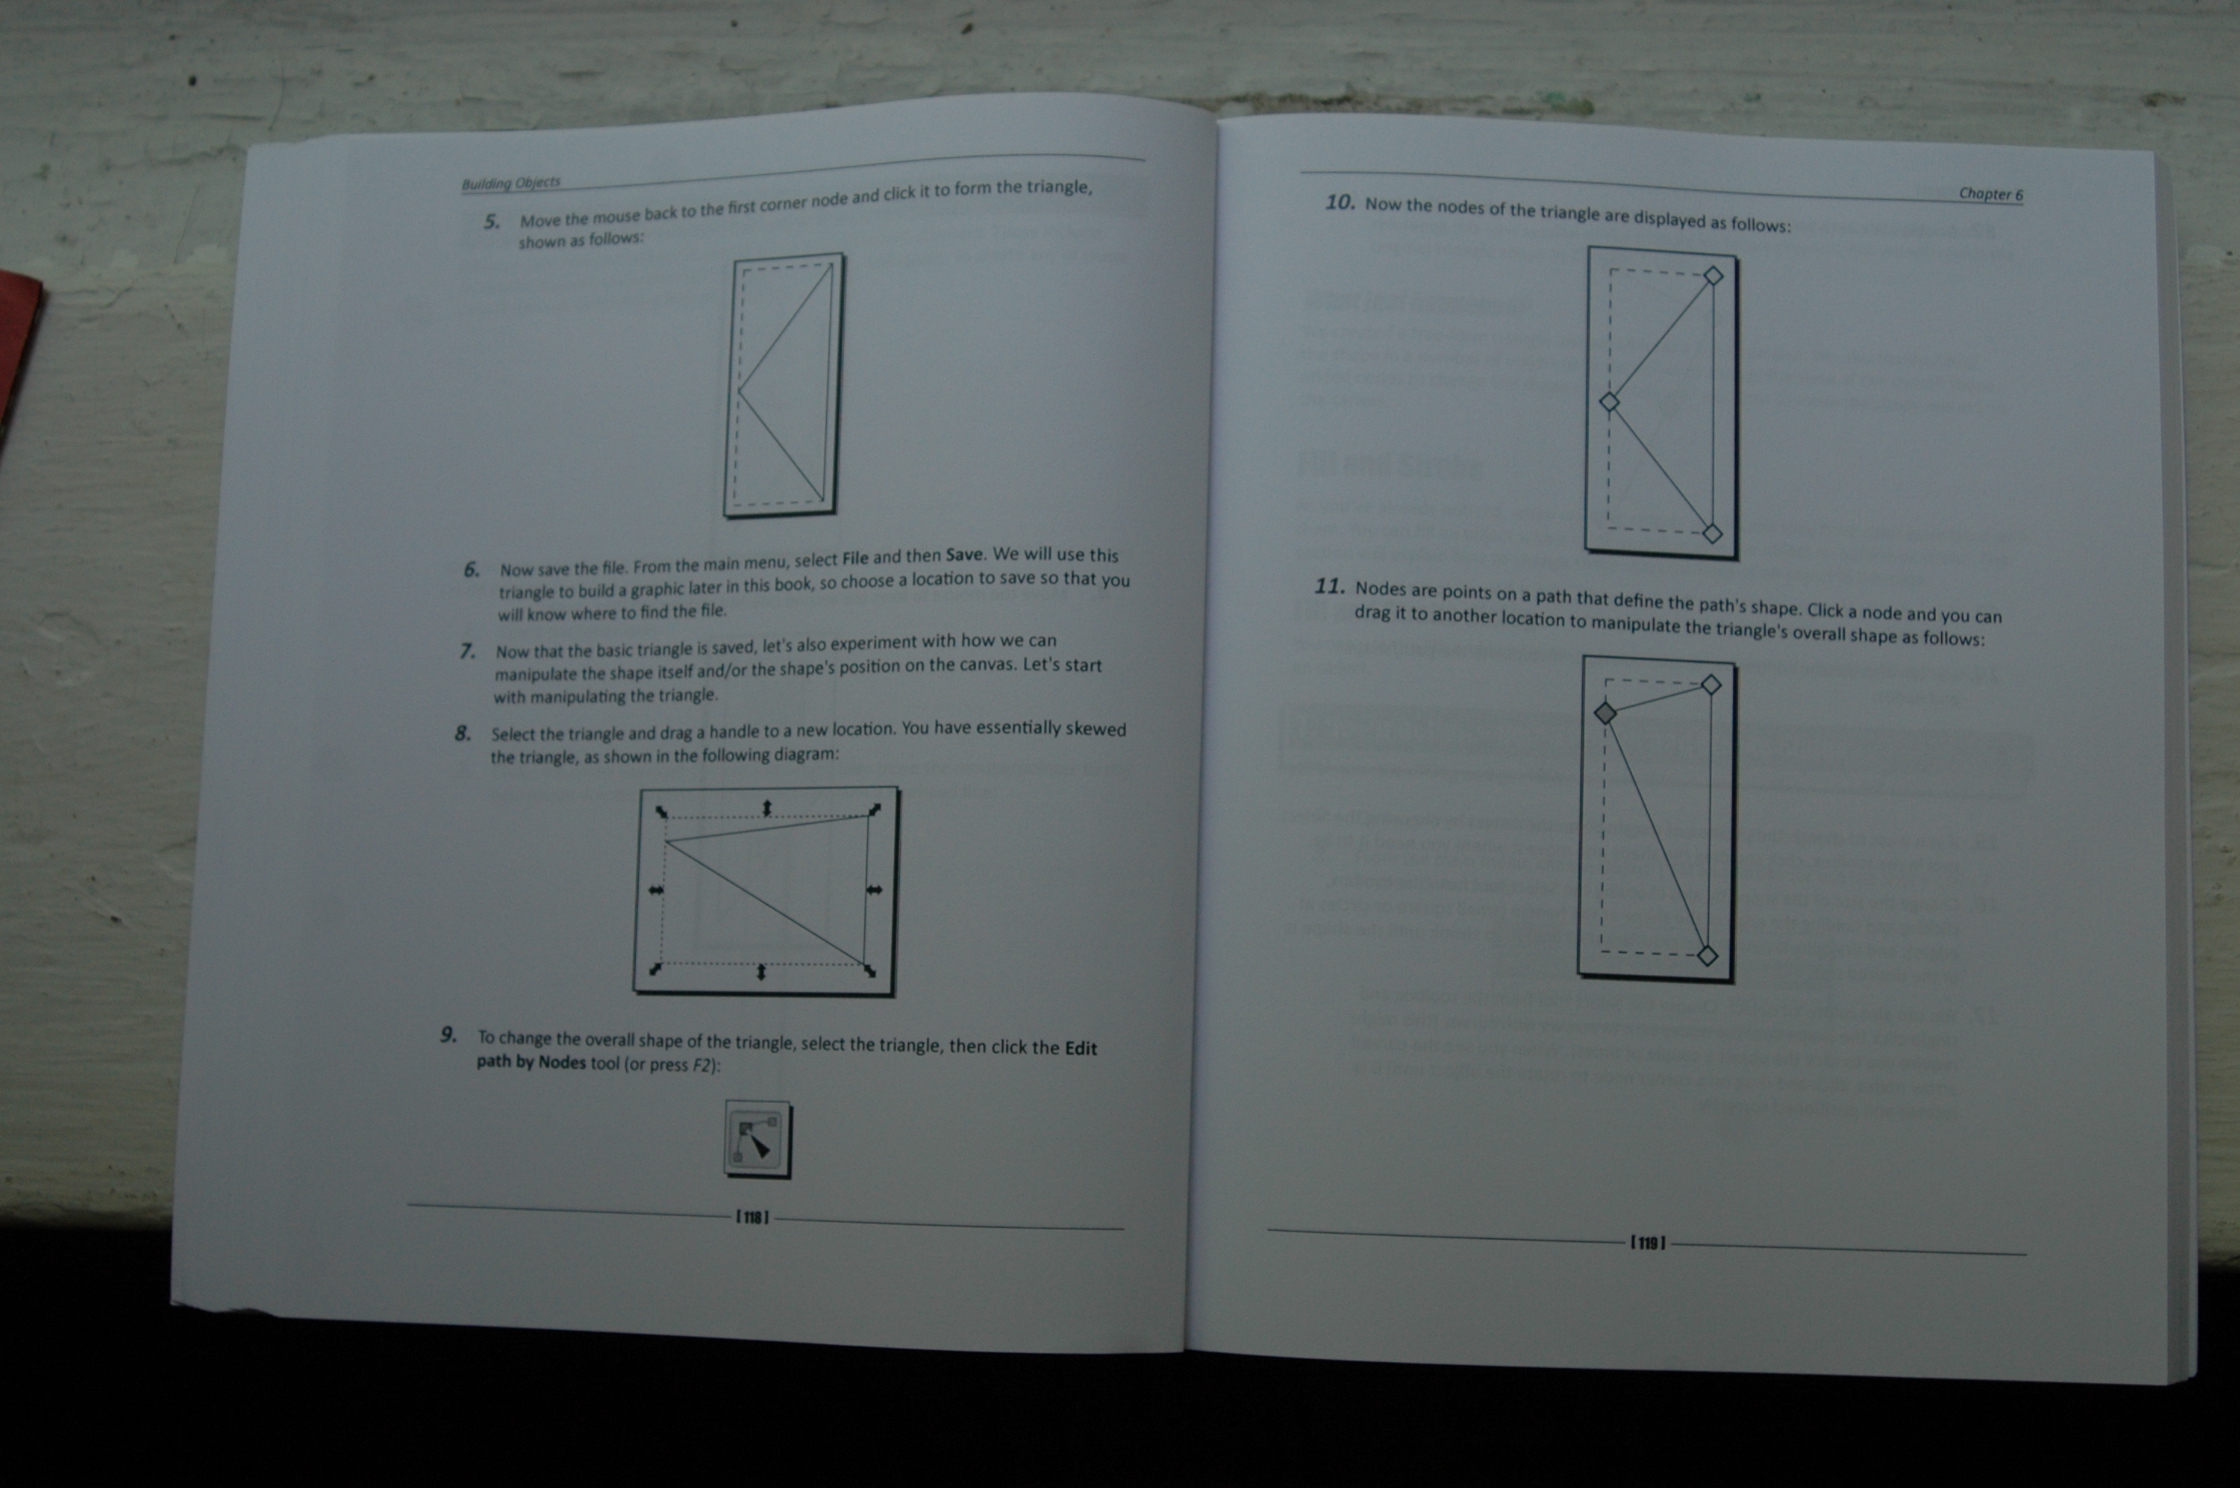 Building Objects
5. Move the mouse back to the first corner node and click it to form the triangle,
shown as follows:
6. Now save the file. From the main menu, select File and then Save. We will use this
triangle to build a graphic later in this book, so choose a location to save so that you
will know where to find the file.
7. Now that the basic triangle is saved, let's also experiment with how we can
manipulate the shape itself and/or the shape's position on the canvas. Let's start
with manipulating the triangle.
8. Select the triangle and drag a handle to a new location. You have essentially skewed
the triangle, as shown in the following diagram:
9. To change the overall shape of the triangle, select the triangle, then click the Edit
path by Nodes tool (or press F2):
[ 118 ]
Chapter 6
10. Now the nodes of the triangle are displayed as follows:
11. Nodes are points on a path that define the path's shape. Click a node and you can
drag it to another location to manipulate the triangle's overall shape as follows:
[ 119 ]